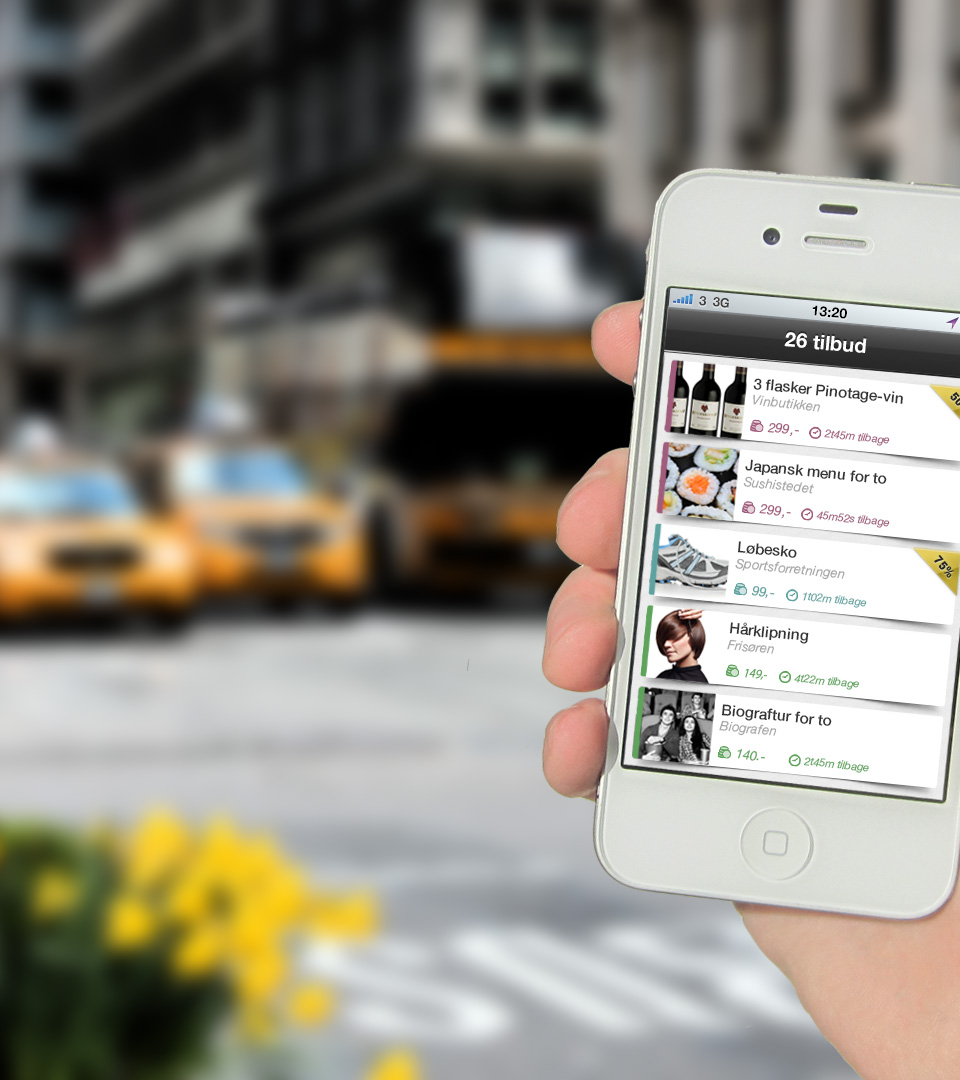 3 3G
13:20
26 tilbud
3 flasker Pinotage-vin
Vinbutikken
299,- 2t45m tilbage
Japansk menu for to
Sushistedet
299,- 45m52s tilbage
Løbesko
Sportsforretningen
99,- 1t02m tilbage
75%
Hårklipning
Frisøren
149,- 4t22m tilbage
Biograftur for to
Biografen
140.- 2t45m tilbage